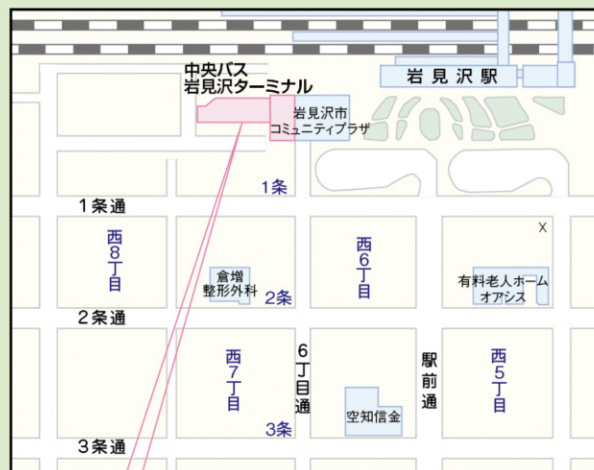 中央バス
岩見沢ターミナル
岩見沢駅
岩見沢市
コミュニティプラザ
1条
1条通
X
西8丁目
西6丁目
倉増
整形外科
有料老人ホーム
オアシス
2条
2条通
西7丁目
6丁目通
駅前通
西5丁目
空知信金
3条
3条通